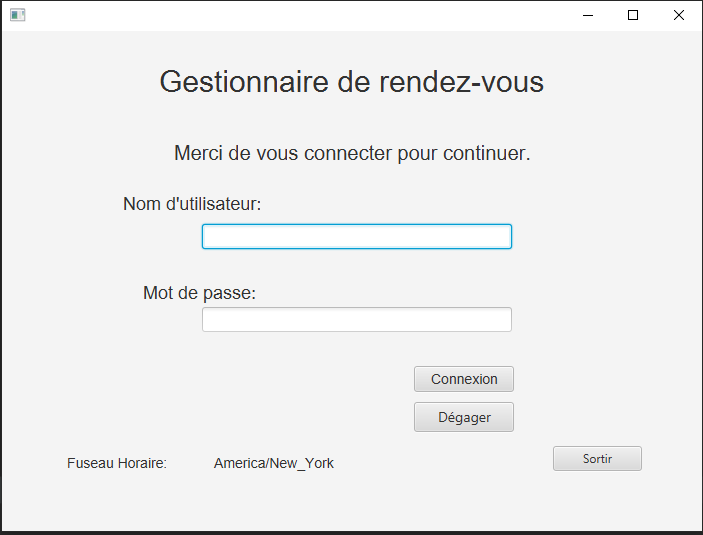 Gestionnaire de rendez-vous
Merci de vous connecter pour continuer.
Nom d'utilisateur:
Mot de passe:
Connexion
Dégager
Fuseau Horaire: America/New_York Sortir